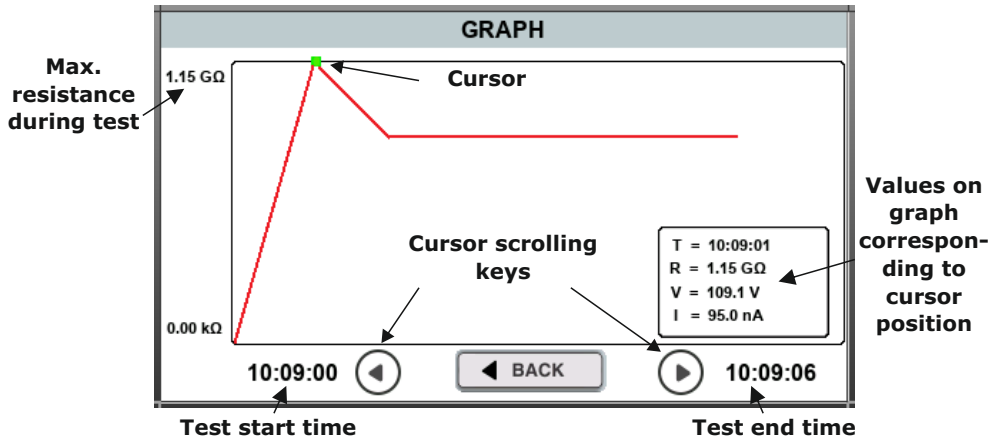 GRAPH
Max.
resistance
during test
1.15 GΩ
Cursor
Values on
graph
correspon-
ding to
cursor
position
Cursor scrolling
keys
T = 10:09:01
R = 1.15 GΩ
V = 109.1 V
I = 95.0 nA
0.00 kΩ
10:09:00
BACK
10:09:06
Test start time
Test end time